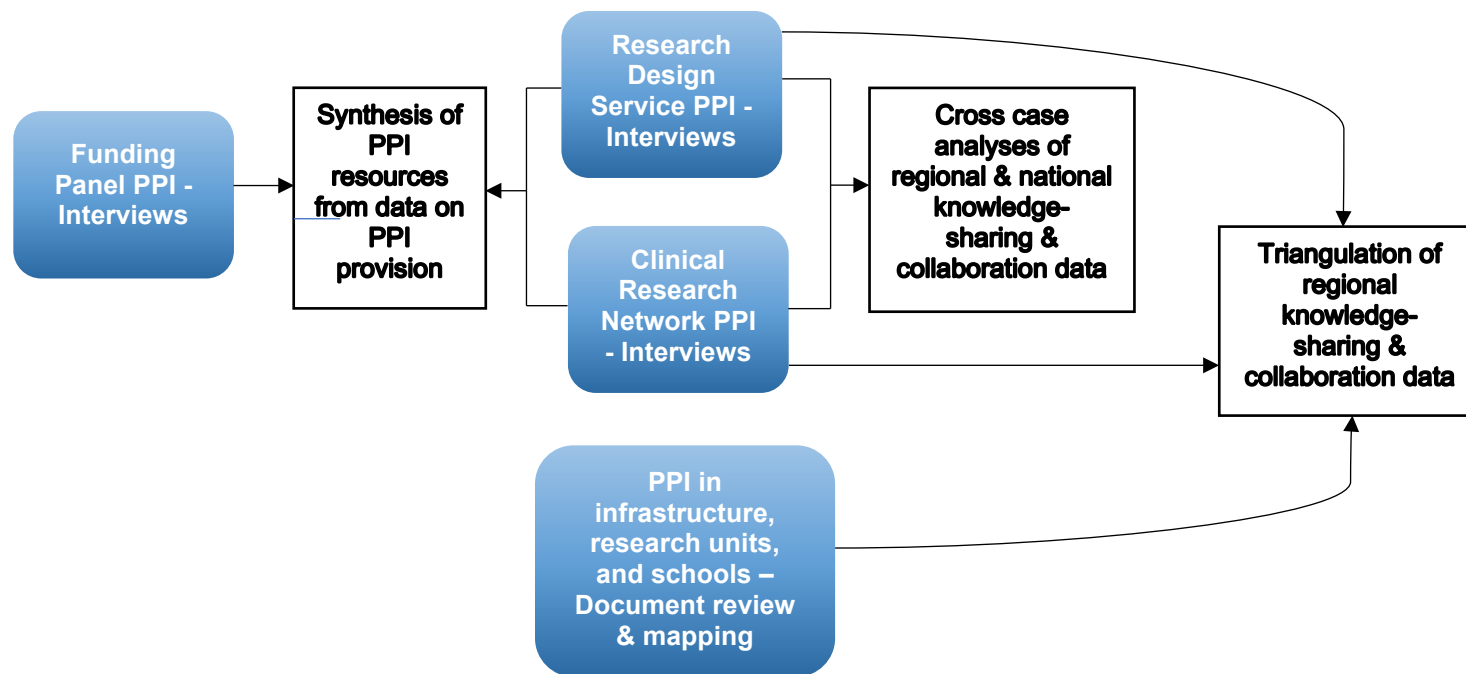 Funding
Panel PPI -
Interviews
Synthesis of
PPI
resources
from data on
PPI
provision
Research
Design
Service PPI -
Interviews
Clinical
Research
Network PPI
- Interviews
Cross case
analyses of
regional & national
knowledge-
sharing &
collaboration data
Triangulation of
regional
knowledge-
sharing &
collaboration data
PPI in
infrastructure,
research units,
and schools –
Document review
& mapping